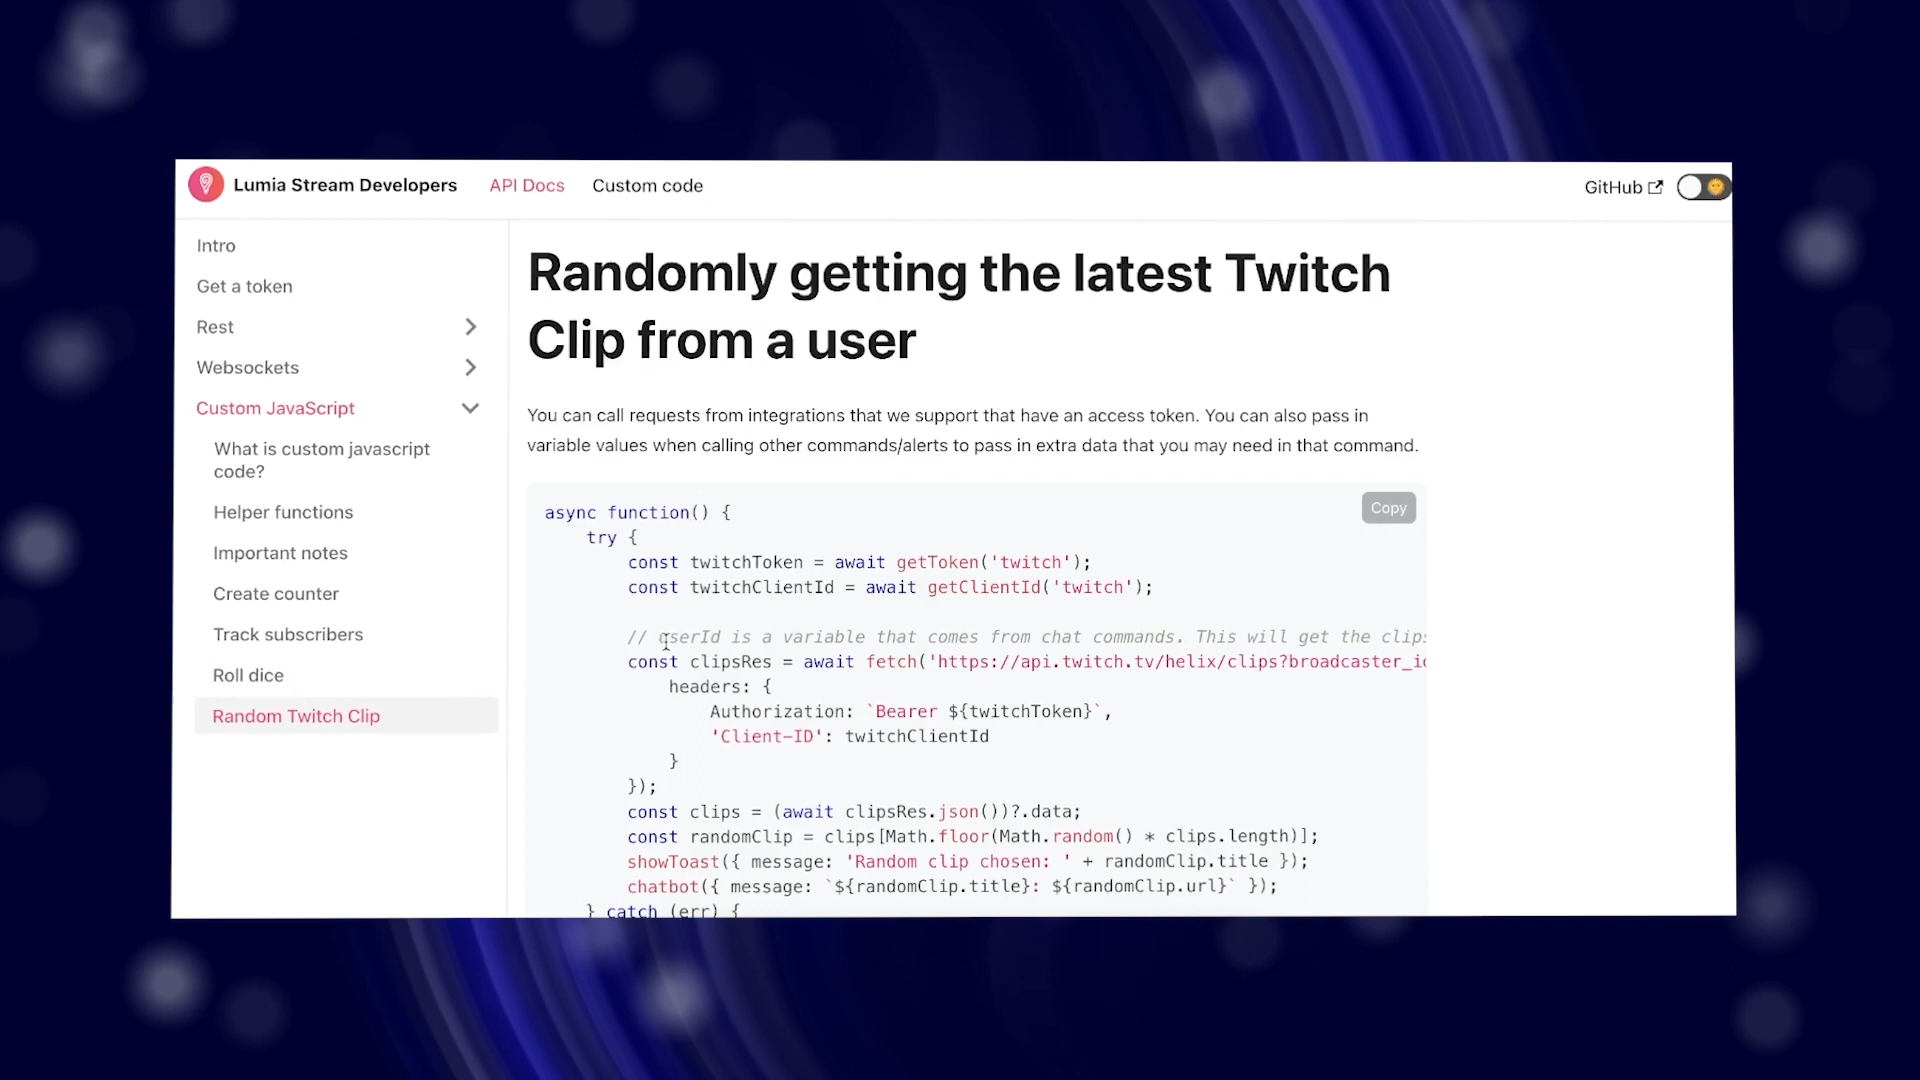 Lumia Stream Developers
API Docs
Custom code
GitHub
Intro
Get a token
Rest
Websockets
Custom JavaScript
What is custom javascript
code?
Helper functions
Important notes
Create counter
Track subscribers
Roll dice
Random Twitch Clip
Randomly getting the latest Twitch
Clip from a user
You can call requests from integrations that we support that have an access token. You can also pass in
variable values when calling other commands/alerts to pass in extra data that you may need in that command.
Copy
async function() {
try {
const twitchToken = await getToken('twitch');
const twitchClientId = await getClientId('twitch');
// userId is a variable that comes from chat commands. This will get the clips
const clipsRes = await fetch('https://api.twitch.tv/helix/clips?broadcaster_i
headers: {
Authorization: `Bearer ${twitchToken}`,
'Client-ID': twitchClientId
}
});
const clips = (await clipsRes.json())?.data;
const randomClip = clips[Math.floor(Math.random() * clips.length)];
showToast({ message: 'Random clip chosen: ' + randomClip.title });
chatbot({ message: `${randomClip.title}: ${randomClip.url}` });
} catch (err) {